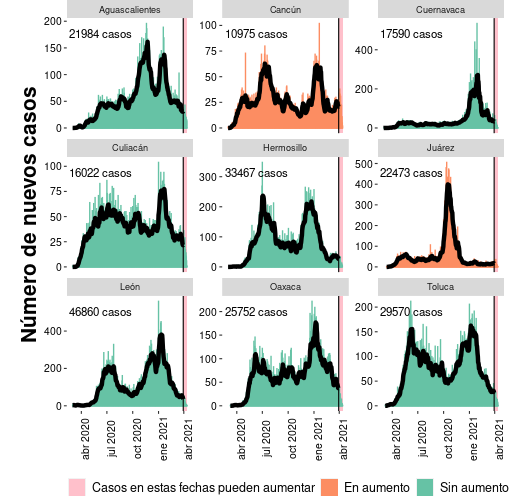 Número de nuevos casos
Aguascalientes
Cancún
Cuernavaca
21984 casos
10975 casos
17590 casos
200
150
100
50
0
100
75
50
25
0
400
200
0
Culiacán
Hermosillo
Juárez
16022 casos
33467 casos
22473 casos
100
75
50
25
0
300
200
100
0
500
400
300
200
100
0
León
Oaxaca
Toluca
46860 casos
25752 casos
29570 casos
400
200
0
200
150
100
50
0
200
150
100
50
0
abr 2020
jul 2020
oct 2020
ene 2021
abr 2021
abr 2020
jul 2020
oct 2020
ene 2021
abr 2021
abr 2020
jul 2020
oct 2020
ene 2021
abr 2021
Casos en estas fechas pueden aumentar
En aumento
Sin aumento